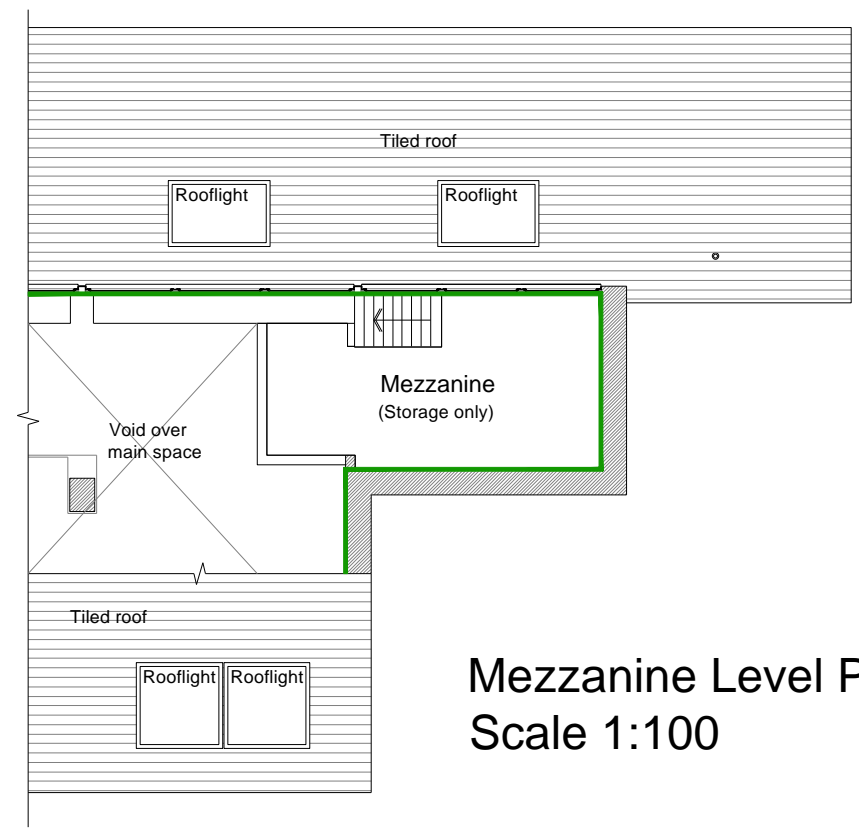 Tiled roof
Rooflight
Rooflight
Mezzanine
(Storage only)
Void over
main space
Tiled roof
Rooflight
Rooflight
Mezzanine Level P
Scale 1:100